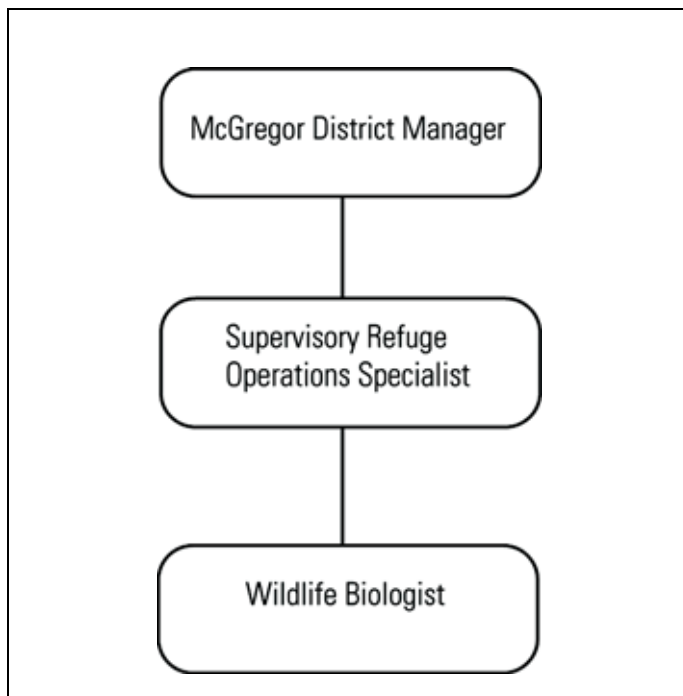 McGregor District Manager
Supervisory Refuge
Operations Specialist
Wildlife Biologist